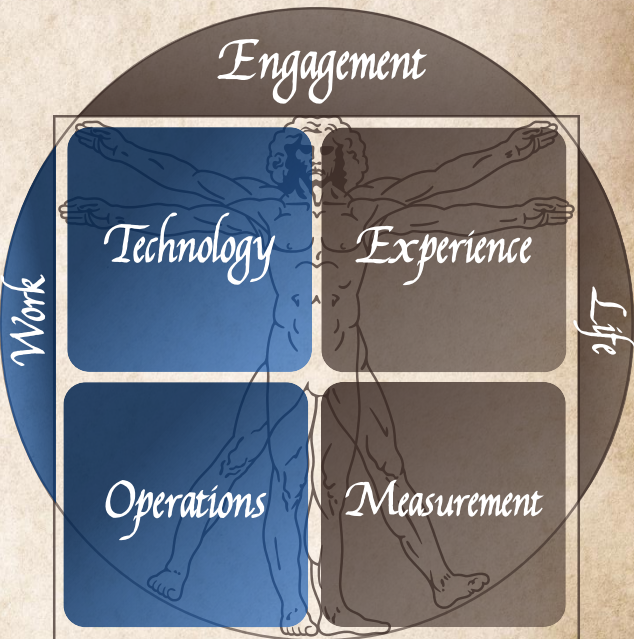 Engagement
Technology
Experience
Work
Life
Operations
Measurement